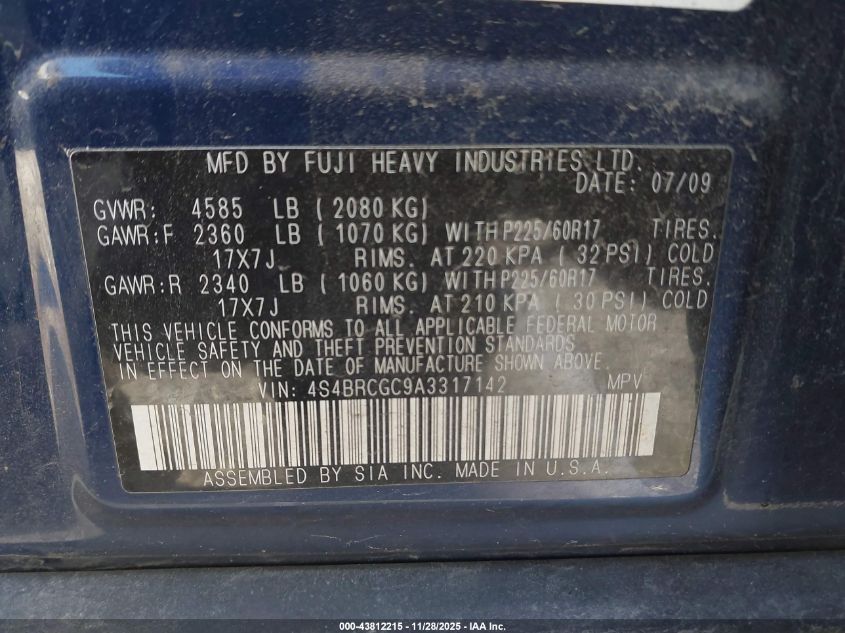 MFD BY FUJI HEAVY INDUSTRIES LTD.
DATE: 07/09
GVWR: 4585 LB (2080 KG)
GAWR:F 2360 LB (1070 KG) WITH P225/60R17 TIRES.
17X7J RIMS. AT 220 KPA (32 PSI) COLD
GAWR:R 2340 LB (1060 KG) WITH P225/60R17 TIRES.
17X7J RIMS. AT 210 KPA (30 PSI) COLD
THIS VEHICLE CONFORMS TO ALL APPLICABLE FEDERAL MOTOR
VEHICLE SAFETY AND THEFT PREVENTION STANDARDS
IN EFFECT ON THE DATE OF MANUFACTURE SHOWN ABOVE.
VIN: 4S4BRCGC9A3317142 MPV
ASSEMBLED BY SIA INC. MADE IN U.S.A.
000-43812215 - 11/28/2025 - IAA Inc.